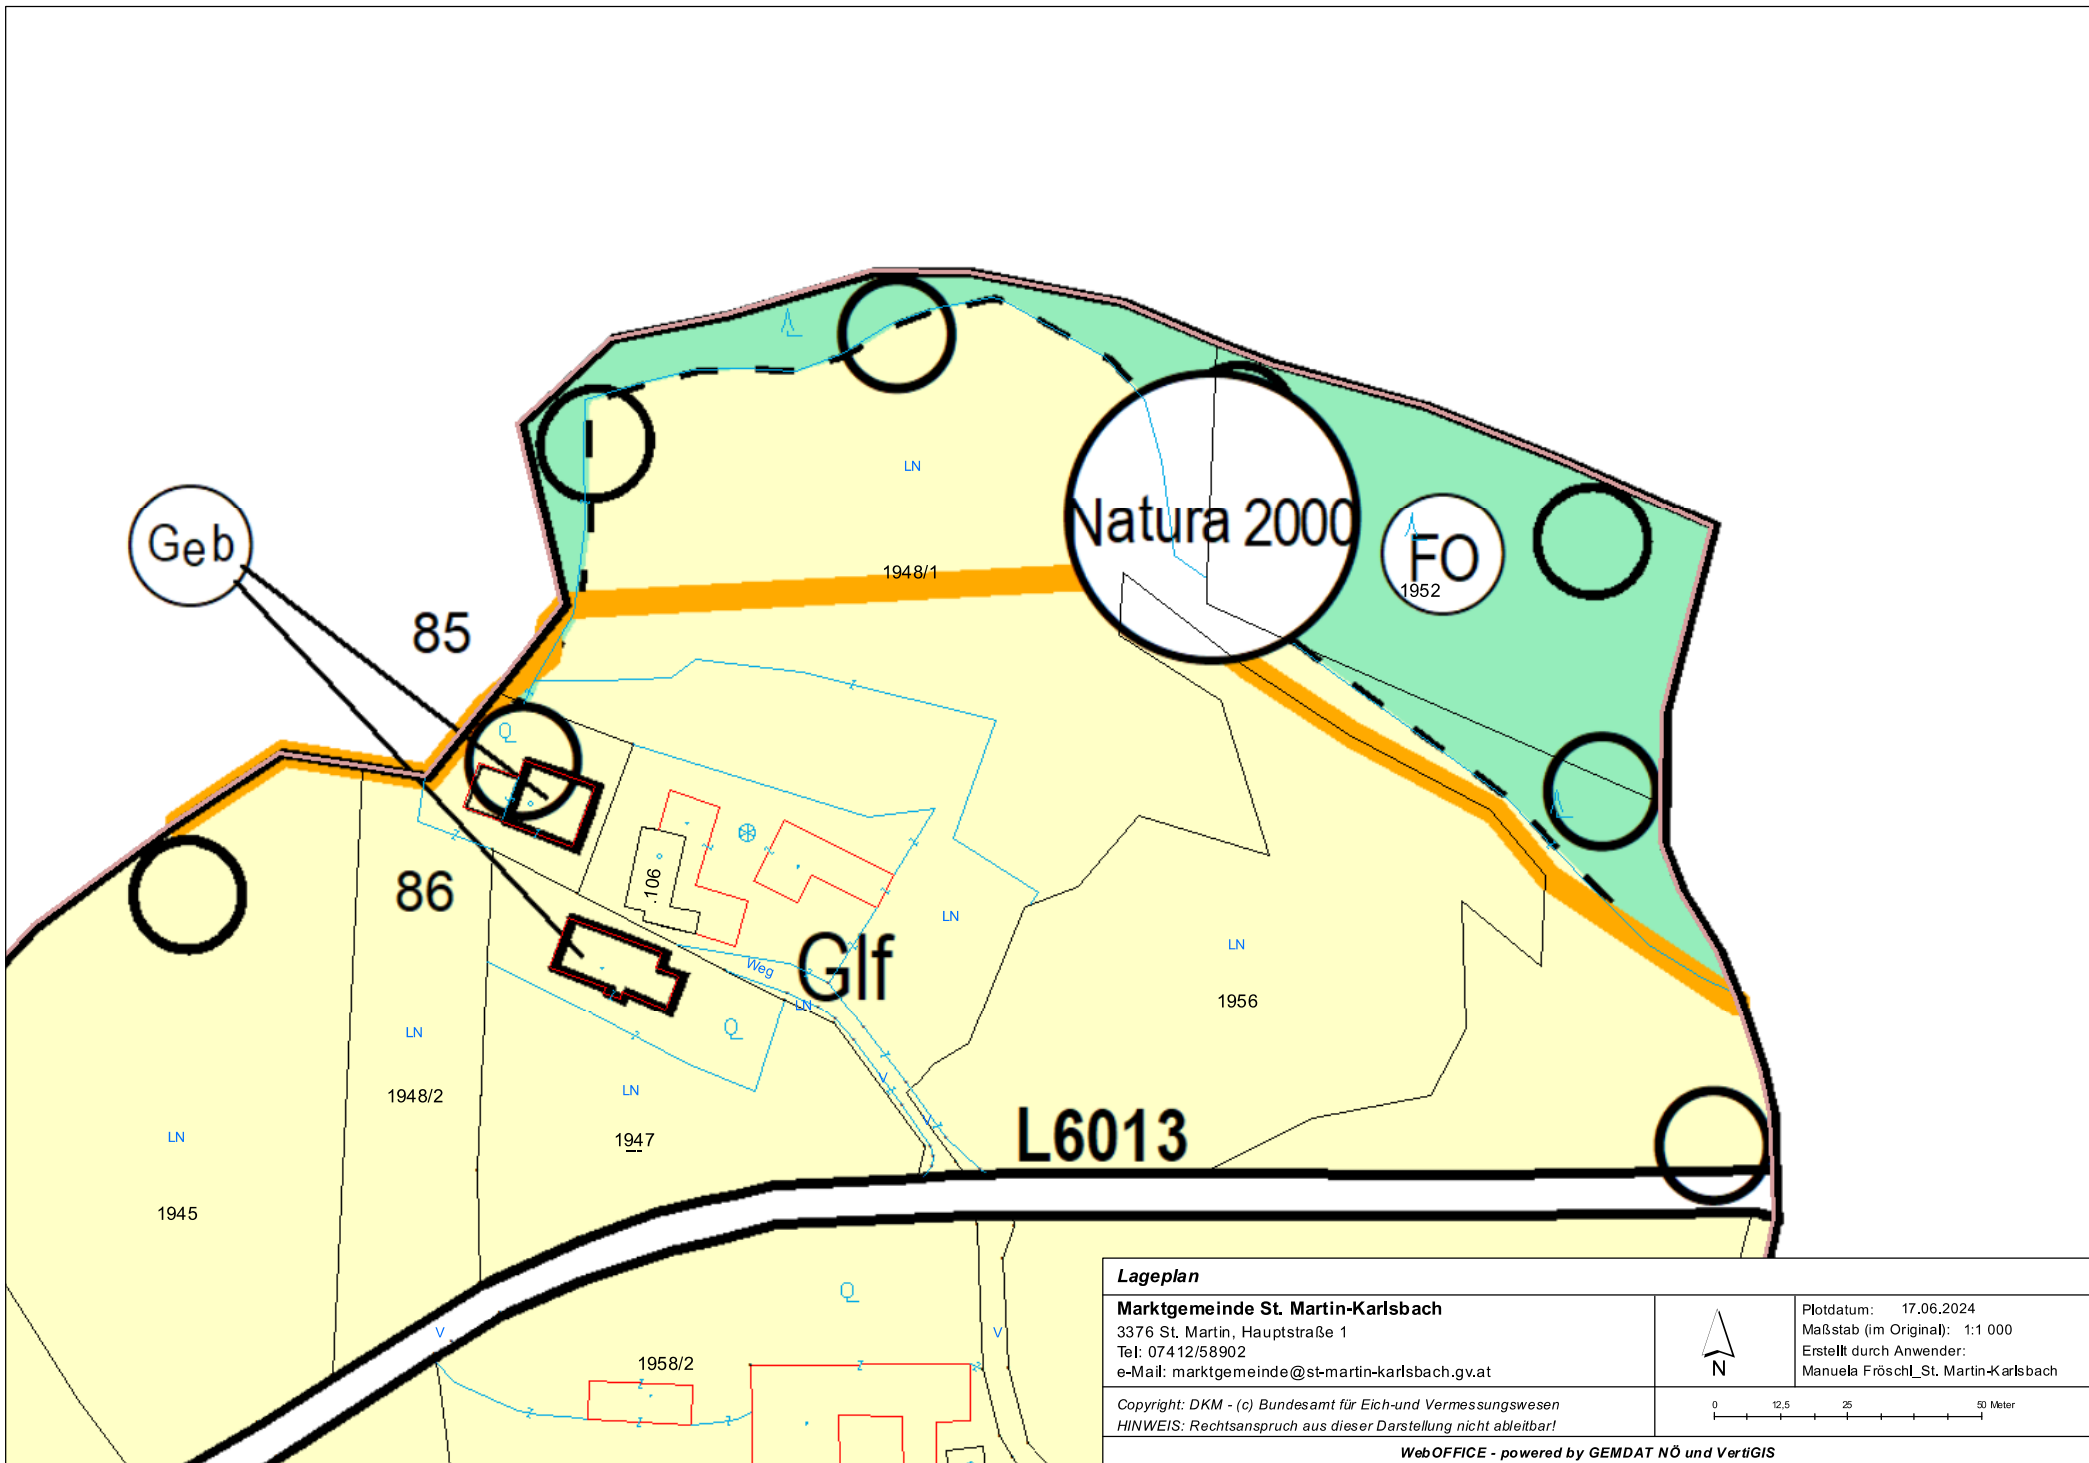 LN
Natura 2000
Geb
FO
1948/1
1952
85
Q
86
.106
LN
LN
Glf
Weg
LN
1956
Q
LN
LN
1948/2
V
V
L6013
LN
1947
1945
Q
V
V
1958/2
Lageplan
Marktgemeinde St. Martin-Karlsbach
3376 St. Martin, Hauptstraße 1
Tel: 07412/58902
e-Mail: marktgemeinde@st-martin-karlsbach.gv.at
N
Plotdatum: 17.06.2024
Maßstab (im Original): 1:1 000
Erstellt durch Anwender:
Manuela Fröschl_St. Martin-Karlsbach
Copyright: DKM - (c) Bundesamt für Eich-und Vermessungswesen
HINWEIS: Rechtsanspruch aus dieser Darstellung nicht ableitbar!
0 12,5 25 50 Meter
WebOFFICE - powered by GEMDAT NÖ und VertiGIS